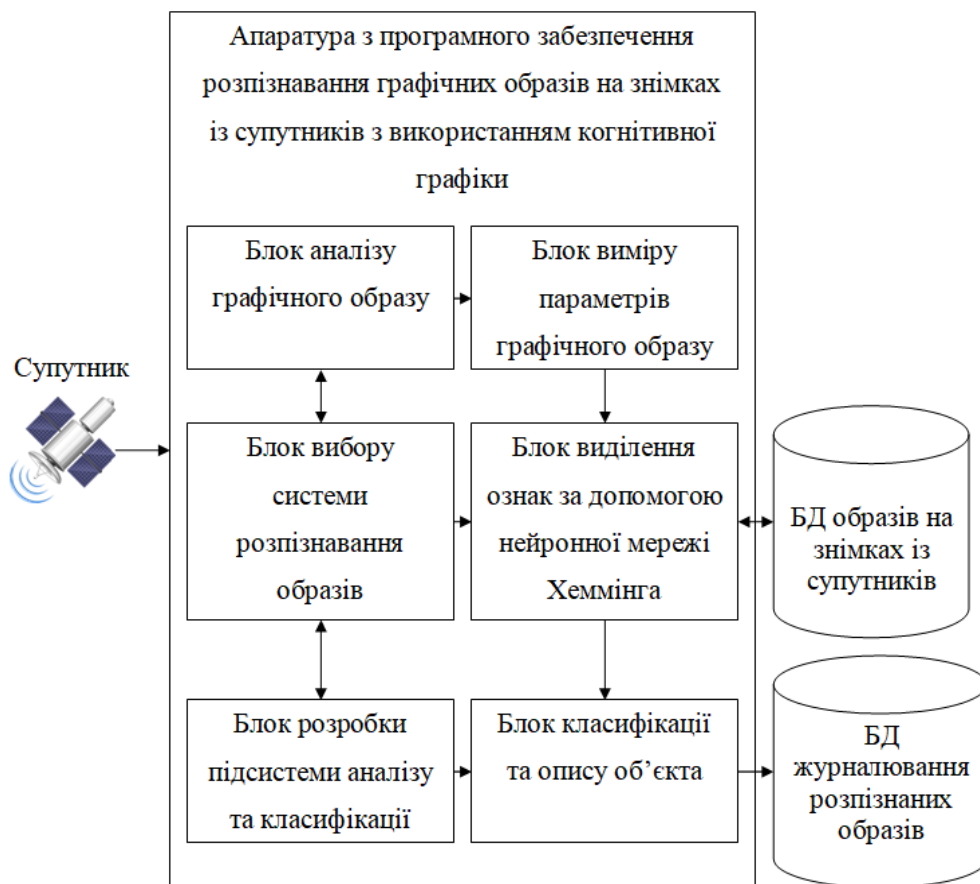 Апаратура з програмного забезпечення
розпізнавання графічних образів на знімках
із супутників з використанням когнітивної
графіки
Блок аналізу
графічного образу
Блок виміру
параметрів
графічного образу
Супутник
Блок вибору
системи
розпізнавання
образів
Блок виділення
ознак за допомогою
нейронної мережі
Хеммінга
БД образів на
знімках із
супутників
Блок розробки
підсистеми аналізу
та класифікації
Блок класифікації
та опису об’єкта
БД
журналювання
розпізнаних
образів